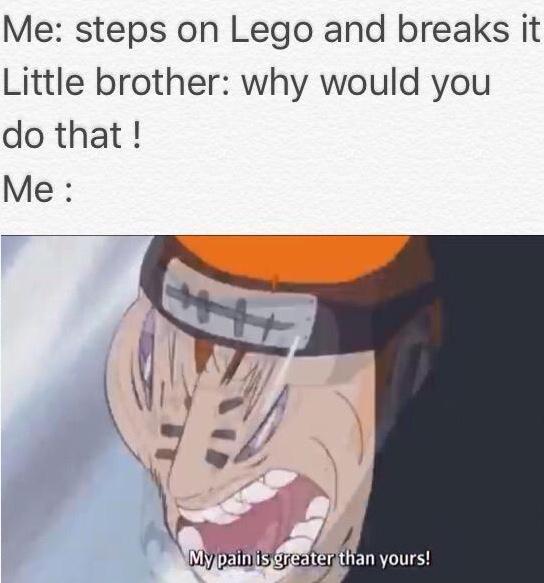 Me: steps on Lego and breaks it
Little brother: why would you
do that !
Me :
My pain is greater than yours!